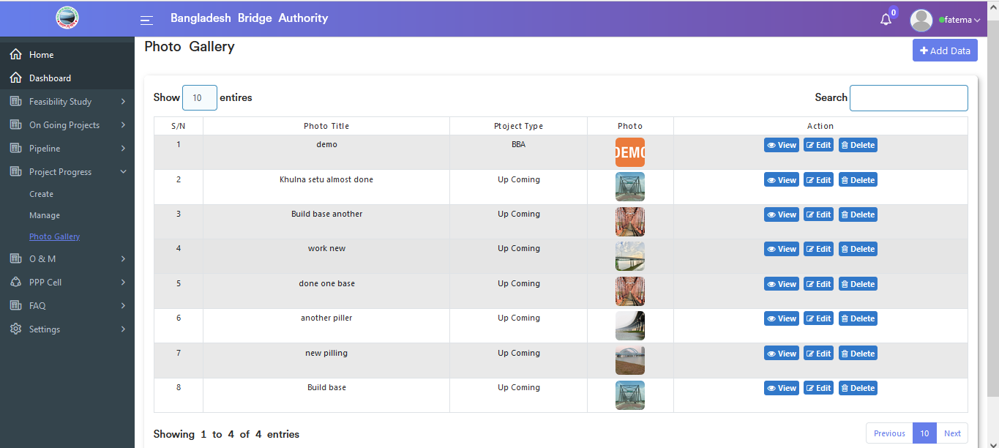 Bangladesh Bridge Authority
0
fatema
Home
Dashboard
Feasibility Study
On Going Projects
Pipeline
Project Progress
Create
Manage
Photo Gallery
O & M
PPP Cell
FAQ
Settings
Photo Gallery
Add Data
Show 10 entires
Search
S/N Photo Title Ptoject Type Photo Action
1 demo BBA DEMO View Edit Delete
2 Khulna setu almost done Up Coming View Edit Delete
3 Build base another Up Coming View Edit Delete
4 work new Up Coming View Edit Delete
5 done one base Up Coming View Edit Delete
6 another piller Up Coming View Edit Delete
7 new pilling Up Coming View Edit Delete
8 Build base Up Coming View Edit Delete
Showing 1 to 4 of 4 entries
Previous 10 Next